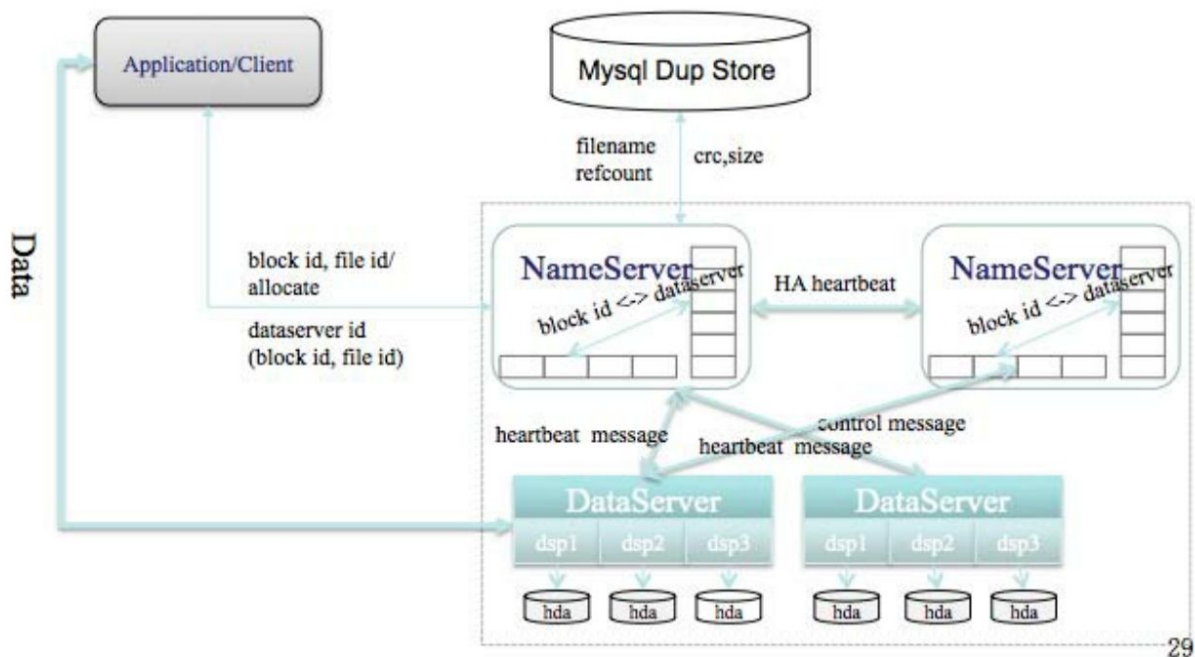 Application/Client
Mysql Dup Store
filename
refcount
crc,size
Data
block id, file id/
allocate
dataserver id
(block id, file id)
NameServer
block id <-> dataserver
HA heartbeat
NameServer
block id <-> dataserver
heartbeat message
control message
heartbeat message
DataServer
dsp1 dsp2 dsp3
hda hda hda
DataServer
dsp1 dsp2 dsp3
hda hda hda
29